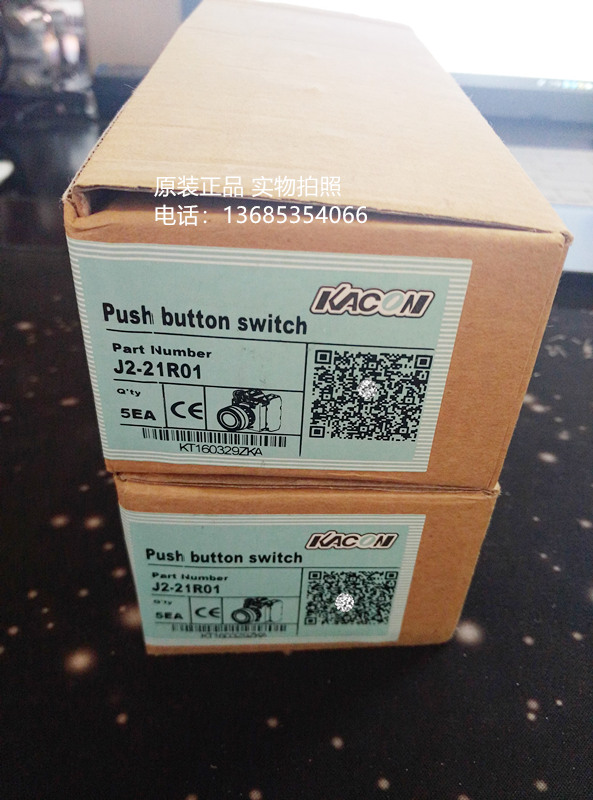 原装正品 实物拍照
电话：13685354066
KACON
Push button switch
Part Number
J2-21R01
Q'ty
5EA
CE
KT160329ZKA
KACON
Push button switch
Part Number
J2-21R01
Q'ty
5EA
CE
KT160329ZKA